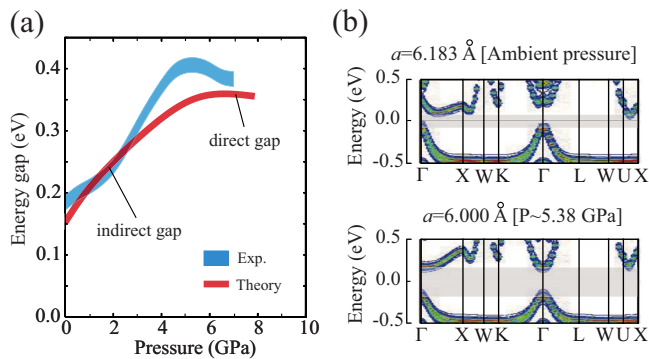 (a)
Energy gap (eV)
0.4
0.3
0.2
0.1
0.0
0
2
4
6
8
10
Pressure (GPa)
direct gap
indirect gap
Exp.
Theory
(b)
a=6.183 Å [Ambient pressure]
Energy (eV)
0.5
0.0
-0.5
Γ X W K Γ L W U X
a=6.000 Å [P~5.38 GPa]
Energy (eV)
0.5
0.0
-0.5
Γ X W K Γ L W U X